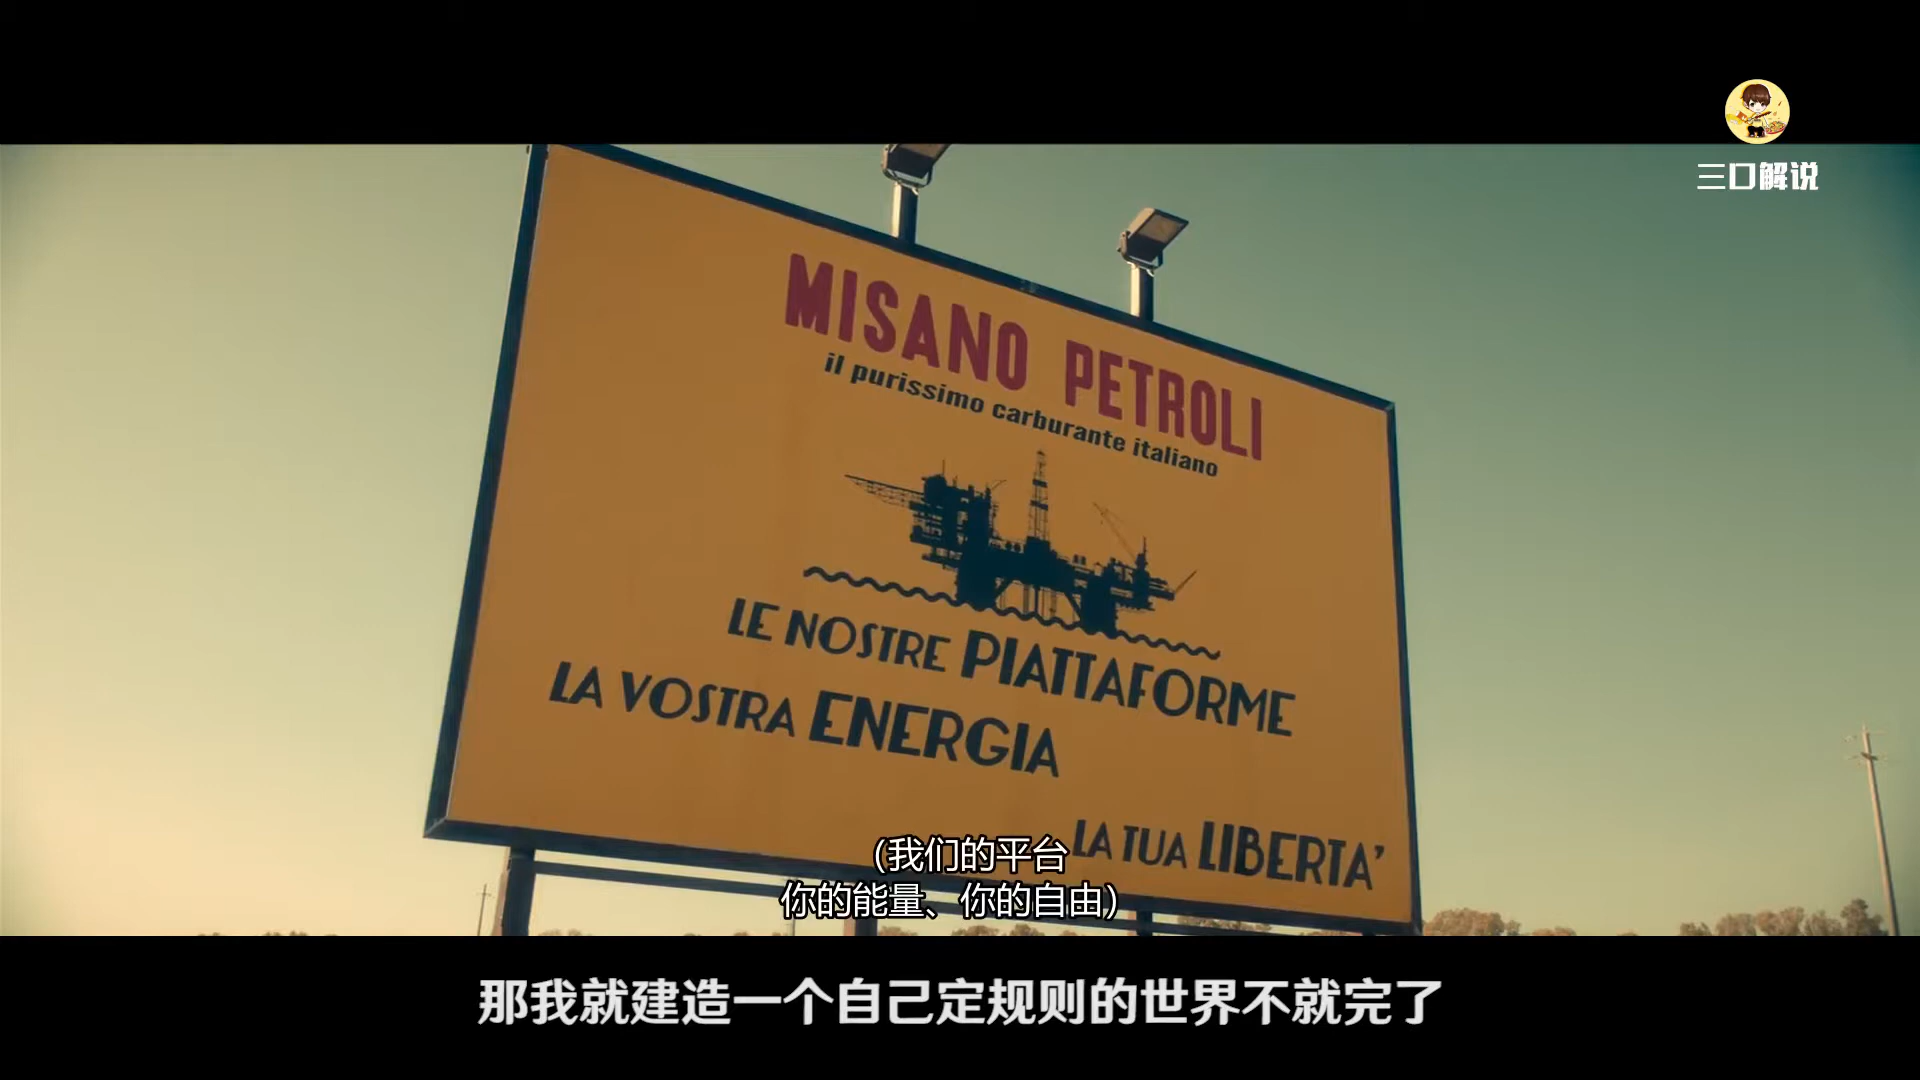 三口解说
MISANO PETROLI
il purissimo carburante italiano
LE NOSTRE PIATTAFORME
LA VOSTRA ENERGIA
LA TUA LIBERTA'
(我们的平台
你的能量、你的自由)
那我就建造一个自己定规则的世界不就完了